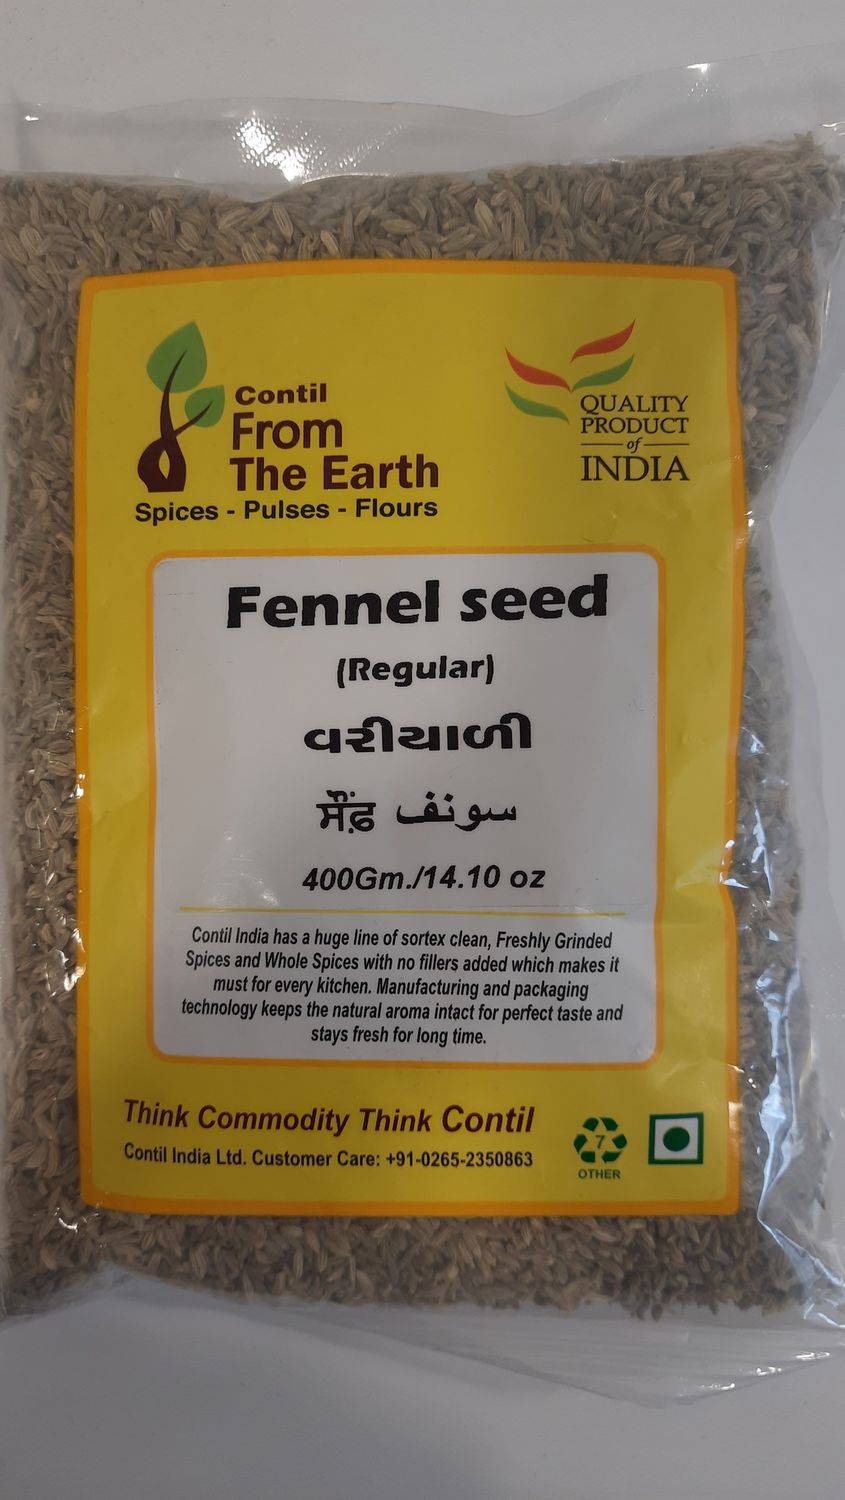 Contil
From
The Earth
Spices - Pulses - Flours
QUALITY
PRODUCT
of
INDIA
Fennel seed
(Regular)
વરીયાળી
ਸੌਂਫ਼ سونف
400Gm./14.10 oz
Contil India has a huge line of sortex clean, Freshly Grinded
Spices and Whole Spices with no fillers added which makes it
must for every kitchen. Manufacturing and packaging
technology keeps the natural aroma intact for perfect taste and
stays fresh for long time.
Think Commodity Think Contil
Contil India Ltd. Customer Care: +91-0265-2350863
7
OTHER